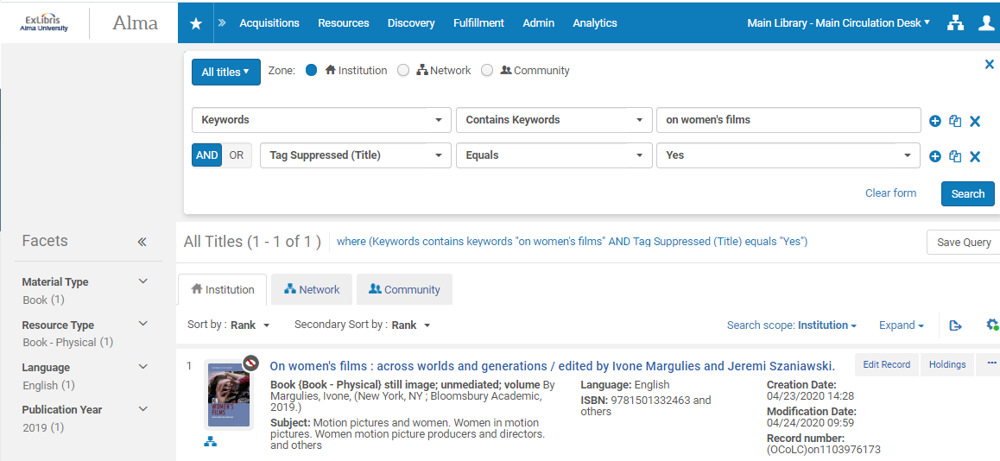 ExLibris
Alma University
Alma
Acquisitions Resources Discovery Fulfillment Admin Analytics
Main Library - Main Circulation Desk
All titles
Zone: Institution Network Community
Keywords Contains Keywords on women's films
AND OR Tag Suppressed (Title) Equals Yes
Clear form Search
Facets
All Titles (1 - 1 of 1 ) where (Keywords contains keywords "on women's films" AND Tag Suppressed (Title) equals "Yes")
Save Query
Material Type
Book (1)
Resource Type
Book - Physical (1)
Language
English (1)
Publication Year
2019 (1)
Institution Network Community
Sort by : Rank Secondary Sort by : Rank
Search scope: Institution Expand
1
On women's films : across worlds and generations / edited by Ivone Margulies and Jeremi Szaniawski.
Edit Record Holdings
Book {Book - Physical} still image; unmediated; volume By
Margulies, Ivone, (New York, NY ; Bloomsbury Academic,
2019.)
Subject: Motion pictures and women. Women in motion
pictures. Women motion picture producers and directors.
and others
Language: English
ISBN: 9781501332463 and
others
Creation Date:
04/23/2020 14:28
Modification Date:
04/24/2020 09:59
Record number:
(OCoLC)on1103976173